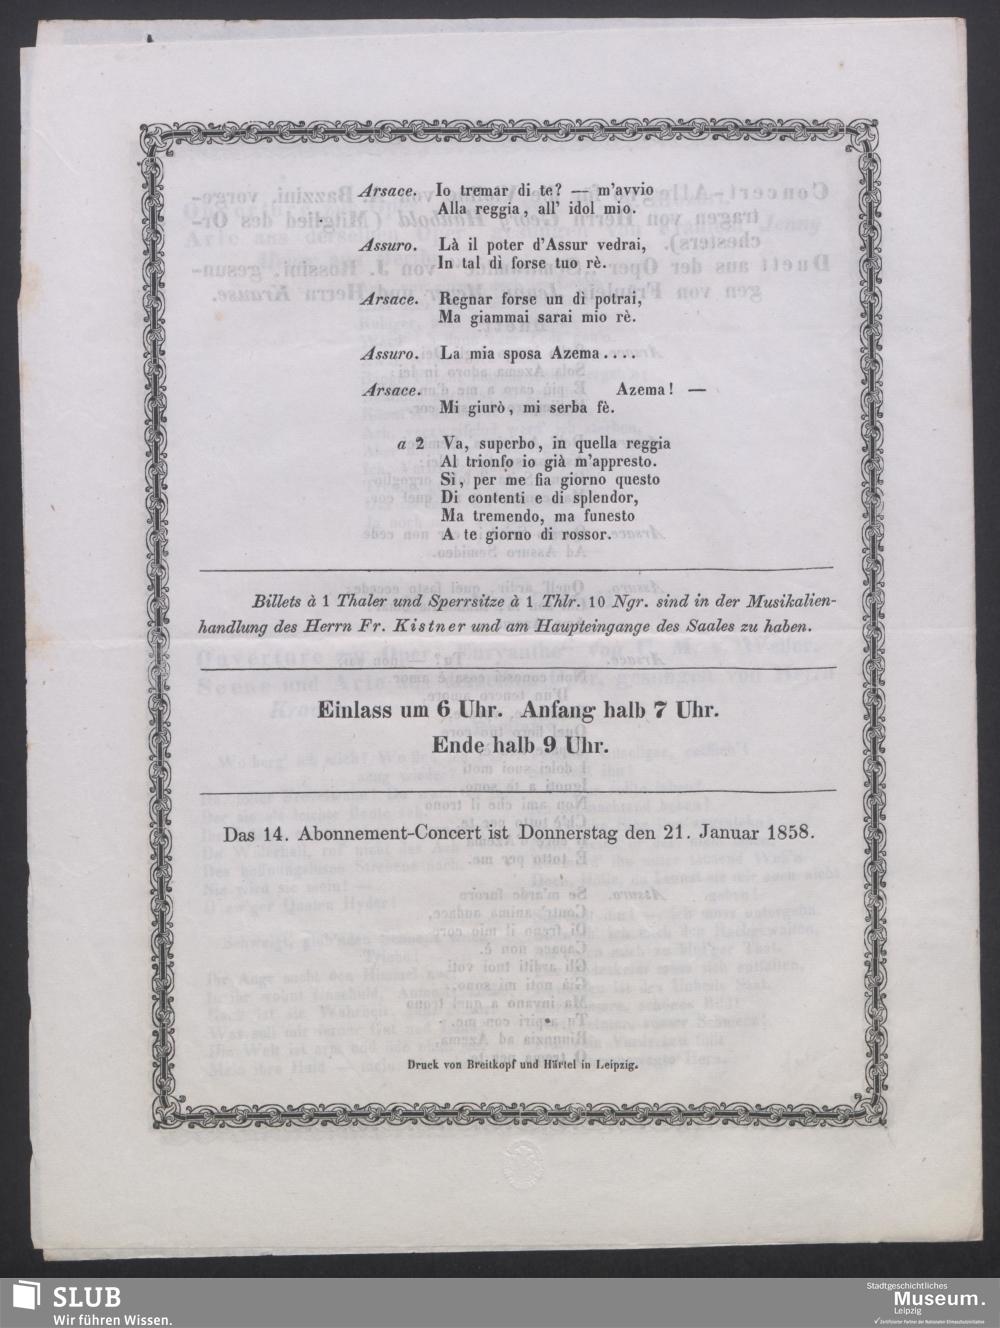 Arsace. Io tremar di te? — m'avvio
Alla reggia, all' idol mio.
Assuro. Là il poter d'Assur vedrai,
In tal dì forse tuo rè.
Arsace. Regnar forse un dì potrai,
Ma giammai sarai mio rè.
Assuro. La mia sposa Azema....
Arsace. Azema! —
Mi giurò, mi serba fè.
a 2 Va, superbo, in quella reggia
Al trionfo io già m'appresto.
Sì, per me fia giorno questo
Di contenti e di splendor,
Ma tremendo, ma funesto
A te giorno di rossor.
Billets à 1 Thaler und Sperrsitze à 1 Thlr. 10 Ngr. sind in der Musikalien-
handlung des Herrn Fr. Kistner und am Haupteingange des Saales zu haben.
Einlass um 6 Uhr. Anfang halb 7 Uhr.
Ende halb 9 Uhr.
Das 14. Abonnement-Concert ist Donnerstag den 21. Januar 1858.
Druck von Breitkopf und Härtel in Leipzig.
SLUB
Wir führen Wissen.
Stadtgeschichtliches
Museum.
Leipzig
✓ Zertifizierter Partner der Nationalen Klimaschutzinitiative